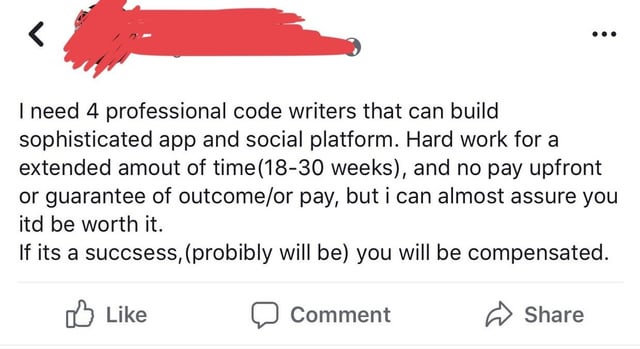 I need 4 professional code writers that can build
sophisticated app and social platform. Hard work for a
extended amout of time(18-30 weeks), and no pay upfront
or guarantee of outcome/or pay, but i can almost assure you
itd be worth it.
If its a succsess,(probibly will be) you will be compensated.
Like
Comment
Share